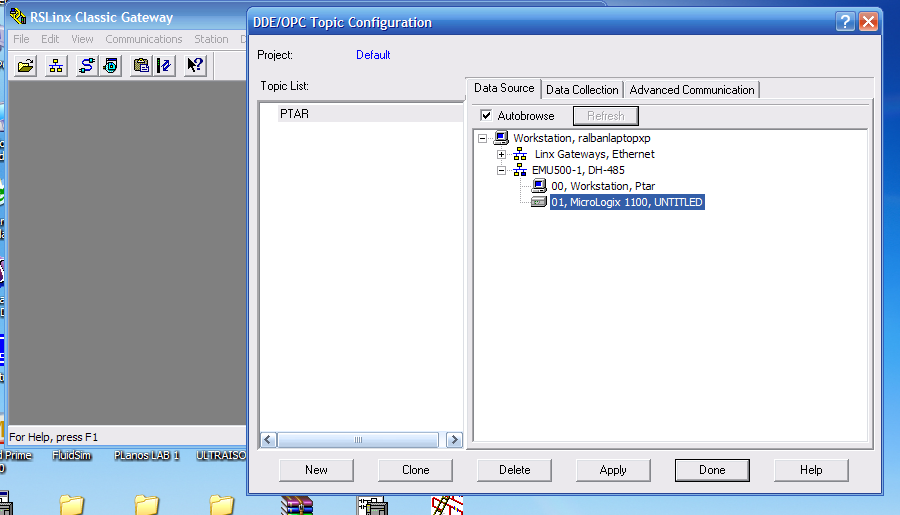 RSLinx Classic Gateway
File Edit View Communications Station
For Help, press F1
DDE/OPC Topic Configuration
Project: Default
Topic List:
PTAR
Data Source Data Collection Advanced Communication
Autobrowse Refresh
Workstation, ralbanlaptopxp
Linx Gateways, Ethernet
EMU500-1, DH-485
00, Workstation, Ptar
01, MicroLogix 1100, UNTITLED
New Clone Delete Apply Done Help
Prime FluidSim PLanos LAB 1 ULTRAISO